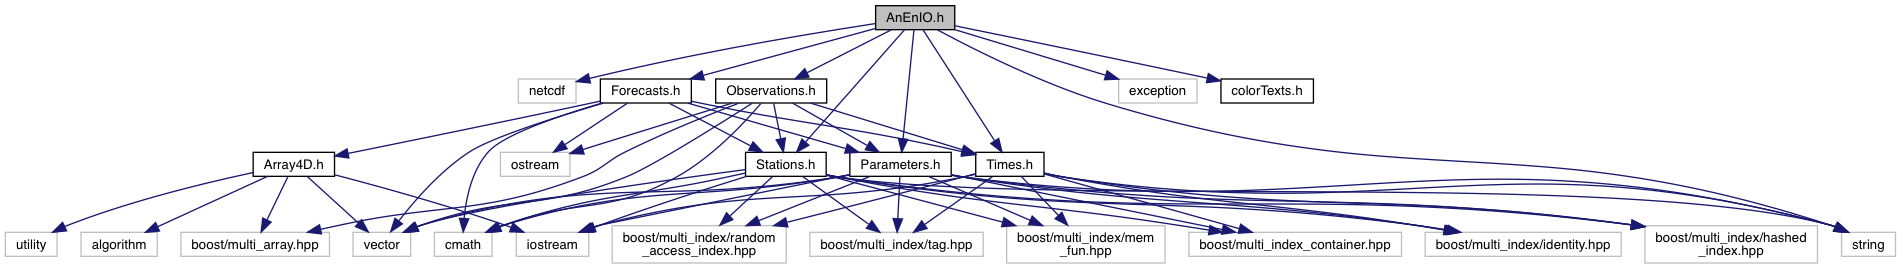 AnEnIO.h
netcdf
Forecasts.h
Observations.h
exception
colorTexts.h
Array4D.h
ostream
Stations.h
Parameters.h
Times.h
utility
algorithm
boost/multi_array.hpp
vector
cmath
iostream
boost/multi_index/random
_access_index.hpp
boost/multi_index/tag.hpp
boost/multi_index/mem
_fun.hpp
boost/multi_index_container.hpp
boost/multi_index/identity.hpp
boost/multi_index/hashed
_index.hpp
string